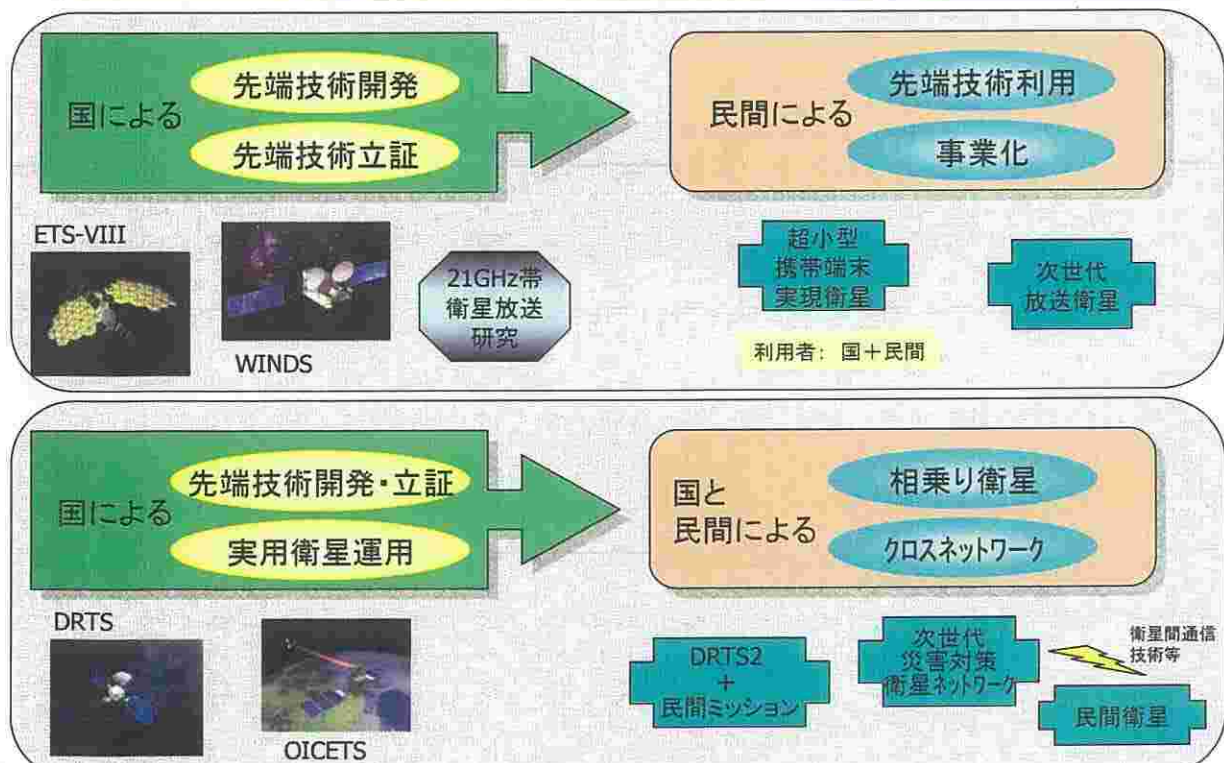 国による
先端技術開発
先端技術立証
民間による
先端技術利用
事業化
ETS-VIII
WINDS
21GHz帯
衛星放送
研究
超小型
携帯端末
実現衛星
利用者： 国＋民間
次世代
放送衛星
国による
先端技術開発・立証
実用衛星運用
国と
民間による
相乗り衛星
クロスネットワーク
DRTS
OICETS
DRTS2
＋
民間ミッション
次世代
災害対策
衛星ネットワーク
衛星間通信
技術等
民間衛星